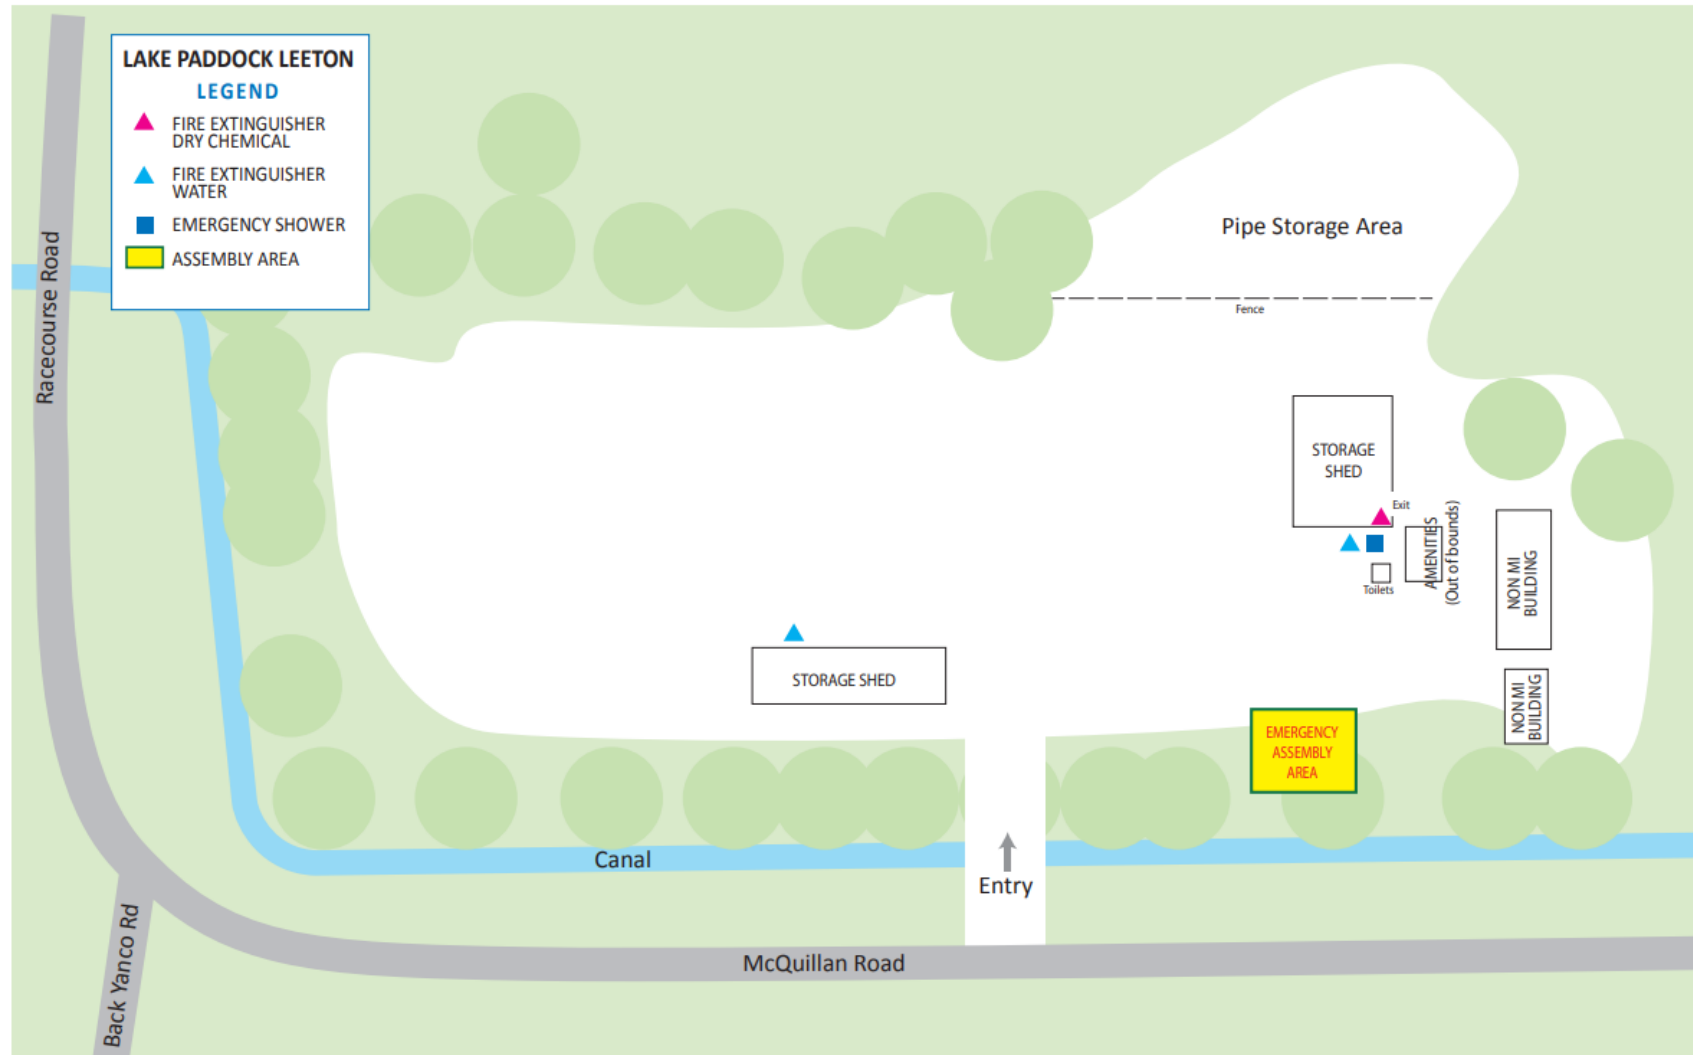 LAKE PADDOCK LEETON
LEGEND
FIRE EXTINGUISHER
DRY CHEMICAL
FIRE EXTINGUISHER
WATER
EMERGENCY SHOWER
ASSEMBLY AREA
Racecourse Road
Pipe Storage Area
Fence
STORAGE
SHED
Exit
AMENITIES
(Out of bounds)
Toilets
NON MI
BUILDING
STORAGE SHED
NON MI
BUILDING
EMERGENCY
ASSEMBLY
AREA
Canal
Entry
McQuillan Road
Back Yanco Rd